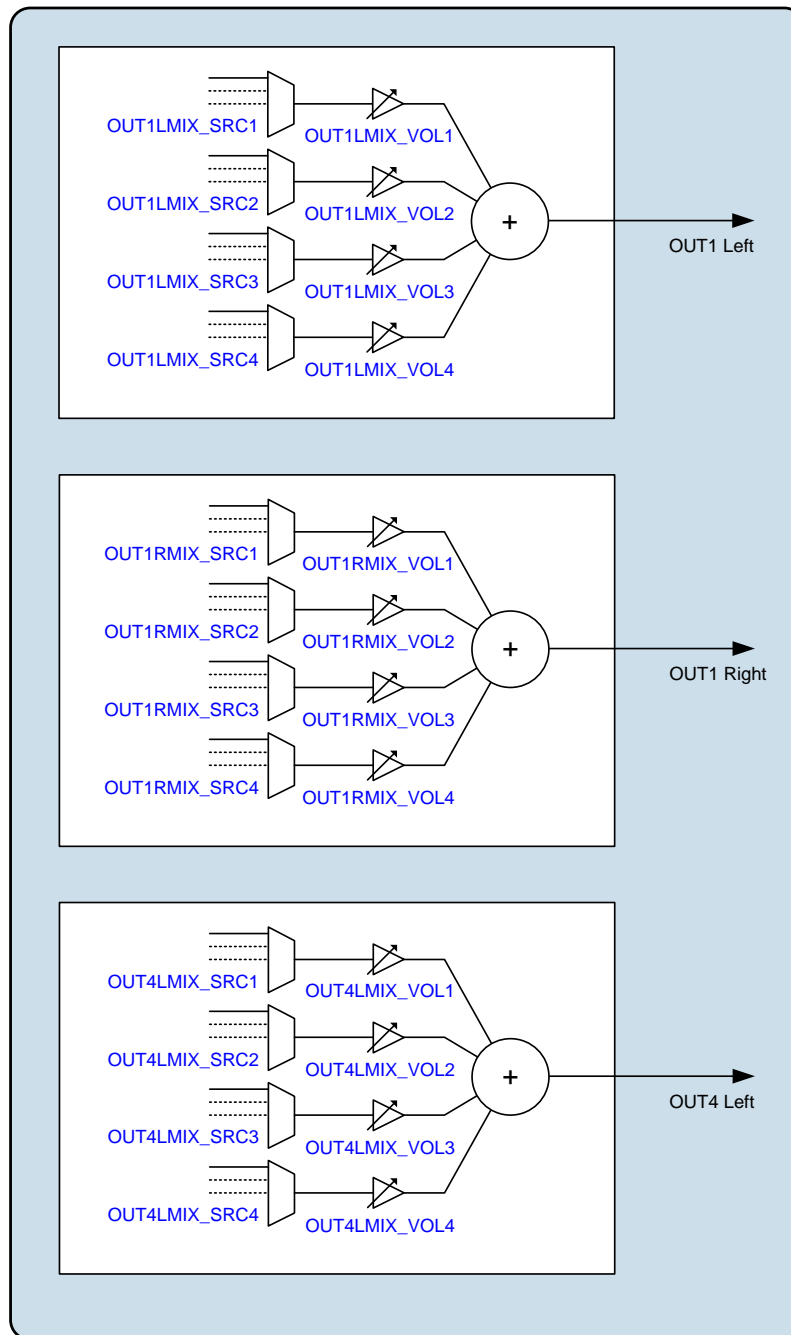 OUT1LMIX_SRC1
OUT1LMIX_VOL1
OUT1LMIX_SRC2
OUT1LMIX_VOL2
+
OUT1 Left
OUT1LMIX_SRC3
OUT1LMIX_VOL3
OUT1LMIX_SRC4
OUT1LMIX_VOL4
OUT1RMIX_SRC1
OUT1RMIX_VOL1
OUT1RMIX_SRC2
OUT1RMIX_VOL2
+
OUT1 Right
OUT1RMIX_SRC3
OUT1RMIX_VOL3
OUT1RMIX_SRC4
OUT1RMIX_VOL4
OUT4LMIX_SRC1
OUT4LMIX_VOL1
OUT4LMIX_SRC2
OUT4LMIX_VOL2
+
OUT4 Left
OUT4LMIX_SRC3
OUT4LMIX_VOL3
OUT4LMIX_SRC4
OUT4LMIX_VOL4